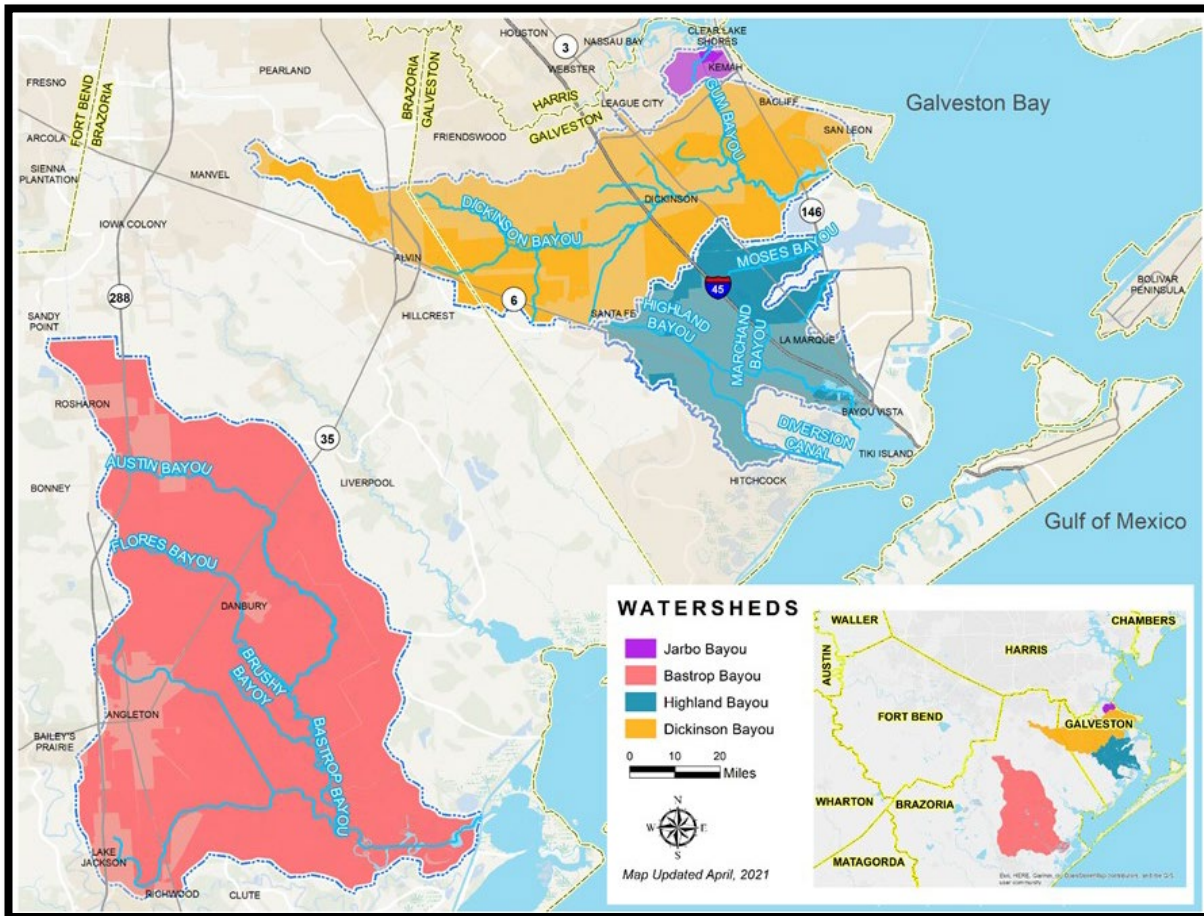 HOUSTON
3
NASSAU BAY
CLEAR LAKE
SHORES
WEBSTER
KEMAH
PEARLAND
FRESNO
FORT BEND
BRAZORIA
BRAZORIA
GALVESTON
HARRIS
GALVESTON
LEAGUE CITY
GUM BAYOU
BACLIFF
Galveston Bay
ARCOLA
FRIENDSWOOD
SAN LEON
SIENNA
PLANTATION
MANVEL
DICKINSON
IOWA COLONY
DICKINSON BAYOU
146
ALVIN
MOSES BAYOU
BOLIVAR
PENINSULA
288
6
45
SANDY
POINT
HILLCREST
SANTA FE
HIGHLAND
BAYOU
MARCHAND
BAYOU
LA MARQUE
ROSHARON
BAYOU VISTA
35
DIVERSION
CANAL
TIKI ISLAND
AUSTIN BAYOU
LIVERPOOL
HITCHCOCK
BONNEY
Gulf of Mexico
FLORES BAYOU
DANBURY
BRUSHY
BAYOY
ANGLETON
BAILEY'S
PRAIRIE
BASTROP BAYOU
LAKE
JACKSON
RICHWOOD
CLUTE
WATERSHEDS
Jarbo Bayou
Bastrop Bayou
Highland Bayou
Dickinson Bayou
0 10 20
Miles
N
W E
S
Map Updated April, 2021
WALLER
CHAMBERS
HARRIS
AUSTIN
FORT BEND
GALVESTON
WHARTON
BRAZORIA
MATAGORDA
user community